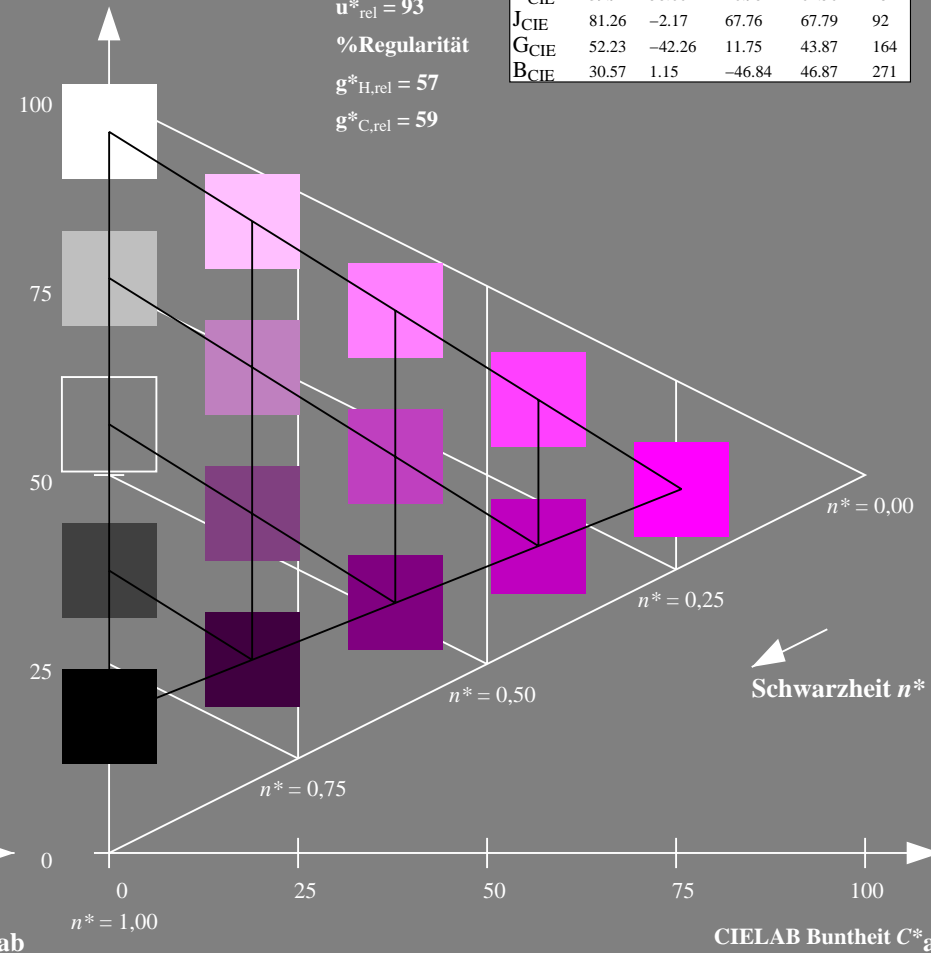 u*rel = 93
%Regularität
g*H,rel = 57
g*C,rel = 59
JCIE 81.26 −2.17 67.76 67.79 92
GCIE 52.23 −42.26 11.75 43.87 164
BCIE 30.57 1.15 −46.84 46.87 271
100
75
50
25
0
n* = 0,00
n* = 0,25
Schwarzheit n*
n* = 0,50
n* = 0,75
0 25 50 75 100
n* = 1,00
ab
CIELAB Buntheit C*a